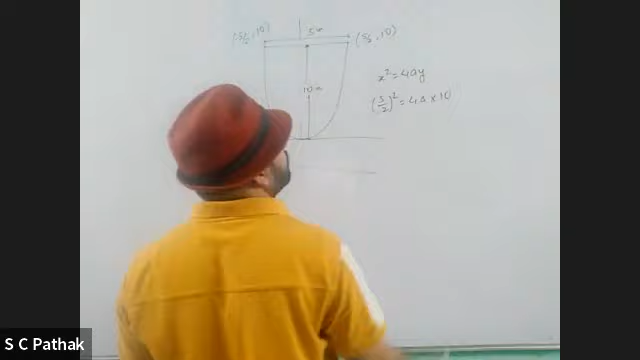 (-5/2, 10)
5m
(5/2, 10)
10m
x² = 4ay
(5/2)² = 4a × 10
S C Pathak